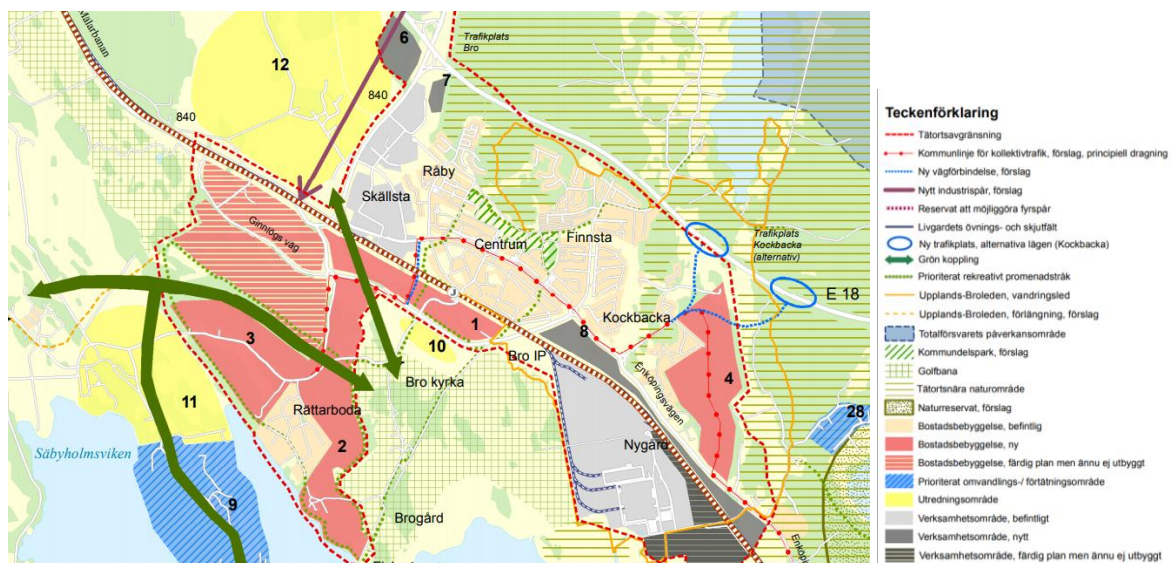 Mälarbanan
12
6
Trafikplats
Bro
7
840
840
Råby
Skällsta
Ginnlögs väg
Centrum
Finnsta
Trafikplats
Kockbacka
(alternativ)
E 18
J
1
8
Kockbacka
3
10
Bro IP
Bro kyrka
4
Enköpingsvägen
11
Rättarboda
28
Säbyholmsviken
2
Nygård
9
Brogård
Teckenförklaring
Tätortsavgränsning
Kommunlinje för kollektivtrafik, förslag, principiell dragning
Ny vägförbindelse, förslag
Nytt industrispår, förslag
Reservat att möjliggöra fyrspår
Livgardets övnings- och skjutfält
Ny trafikplats, alternativa lägen (Kockbacka)
Grön koppling
Prioriterat rekreativt promenadstråk
Upplands-Broleden, vandringsled
Upplands-Broleden, förlängning, förslag
Totalförsvarets påverkansområde
Kommundelspark, förslag
Golfbana
Tätortsnära naturområde
Naturreservat, förslag
Bostadsbebyggelse, befintlig
Bostadsbebyggelse, ny
Bostadsbebyggelse, färdig plan men ännu ej utbyggt
Prioriterat omvandlings-/ förtätningsområde
Utredningsområde
Verksamhetsområde, befintligt
Verksamhetsområde, nytt
Verksamhetsområde, färdig plan men ännu ej utbyggt